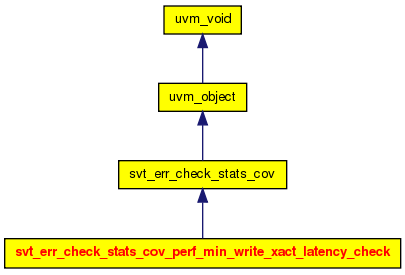 uvm_void
uvm_object
svt_err_check_stats_cov
svt_err_check_stats_cov_perf_min_write_xact_latency_check